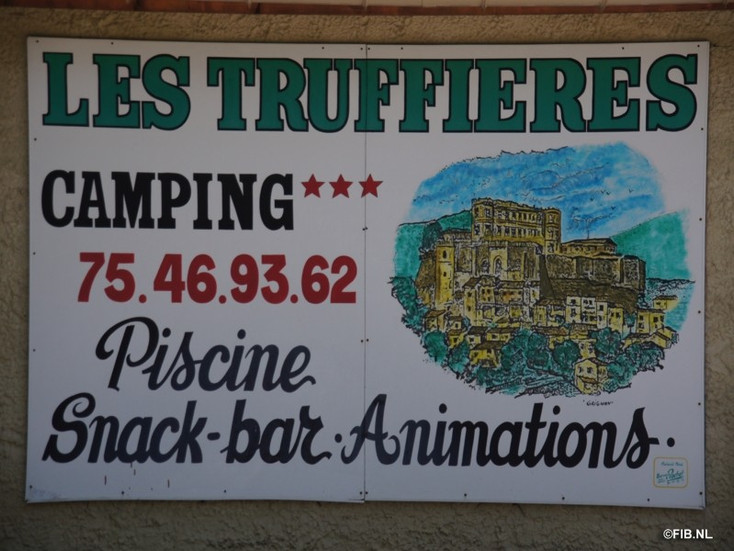 LES TRUFFIERES
CAMPING***
75.46.93.62
Piscine
Snack-bar.Animations.
©FIB.NL